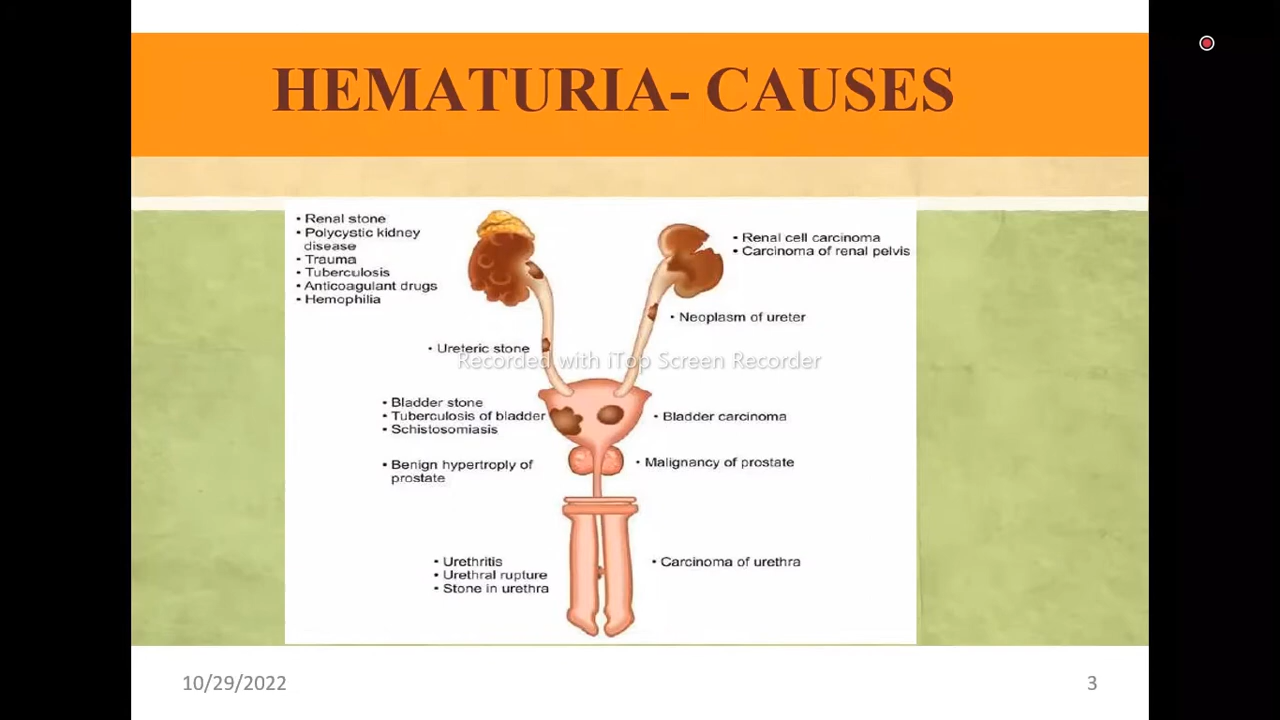 HEMATURIA- CAUSES
• Renal stone
• Polycystic kidney
disease
• Trauma
• Tuberculosis
• Anticoagulant drugs
• Hemophilia
• Renal cell carcinoma
• Carcinoma of renal pelvis
• Neoplasm of ureter
• Ureteric stone
Recorded with iTop Screen Recorder
• Bladder stone
• Tuberculosis of bladder
• Schistosomiasis
• Bladder carcinoma
• Benign hypertroply of
prostate
• Malignancy of prostate
• Urethritis
• Urethral rupture
• Stone in urethra
• Carcinoma of urethra
10/29/2022
3